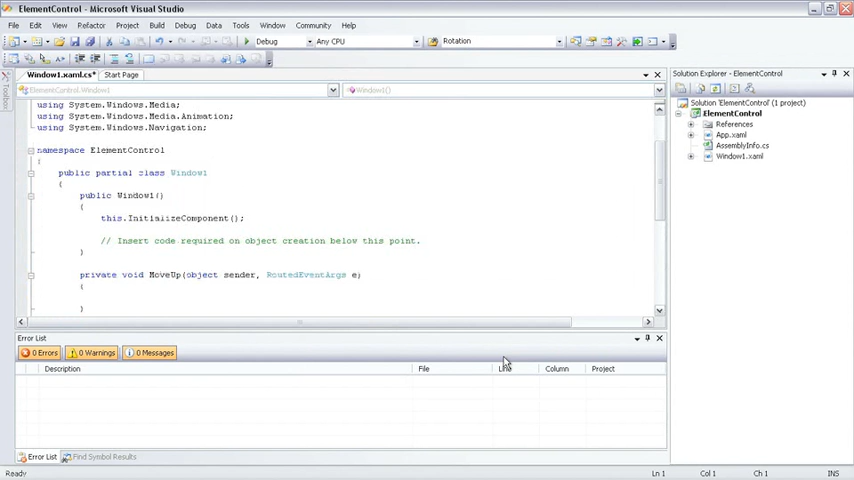 ElementControl - Microsoft Visual Studio
File Edit View Refactor Project Build Debug Data Tools Window Community Help
Debug Any CPU Rotation
Window1.xaml.cs* Start Page
ElementControl.Window1 Window1()
Toolbox
using System.Windows.Media;
using System.Windows.Media.Animation;
using System.Windows.Navigation;
namespace ElementControl
{
public partial class Window1
{
public Window1()
{
this.InitializeComponent();
// Insert code required on object creation below this point.
}
private void MoveUp(object sender, RoutedEventArgs e)
{
}
Solution Explorer - ElementControl
Solution 'ElementControl' (1 project)
ElementControl
References
App.xaml
AssemblyInfo.cs
Window1.xaml
Error List
0 Errors 0 Warnings 0 Messages
Description File Line Column Project
Error List Find Symbol Results
Ready Ln 1 Col 1 Ch 1 INS